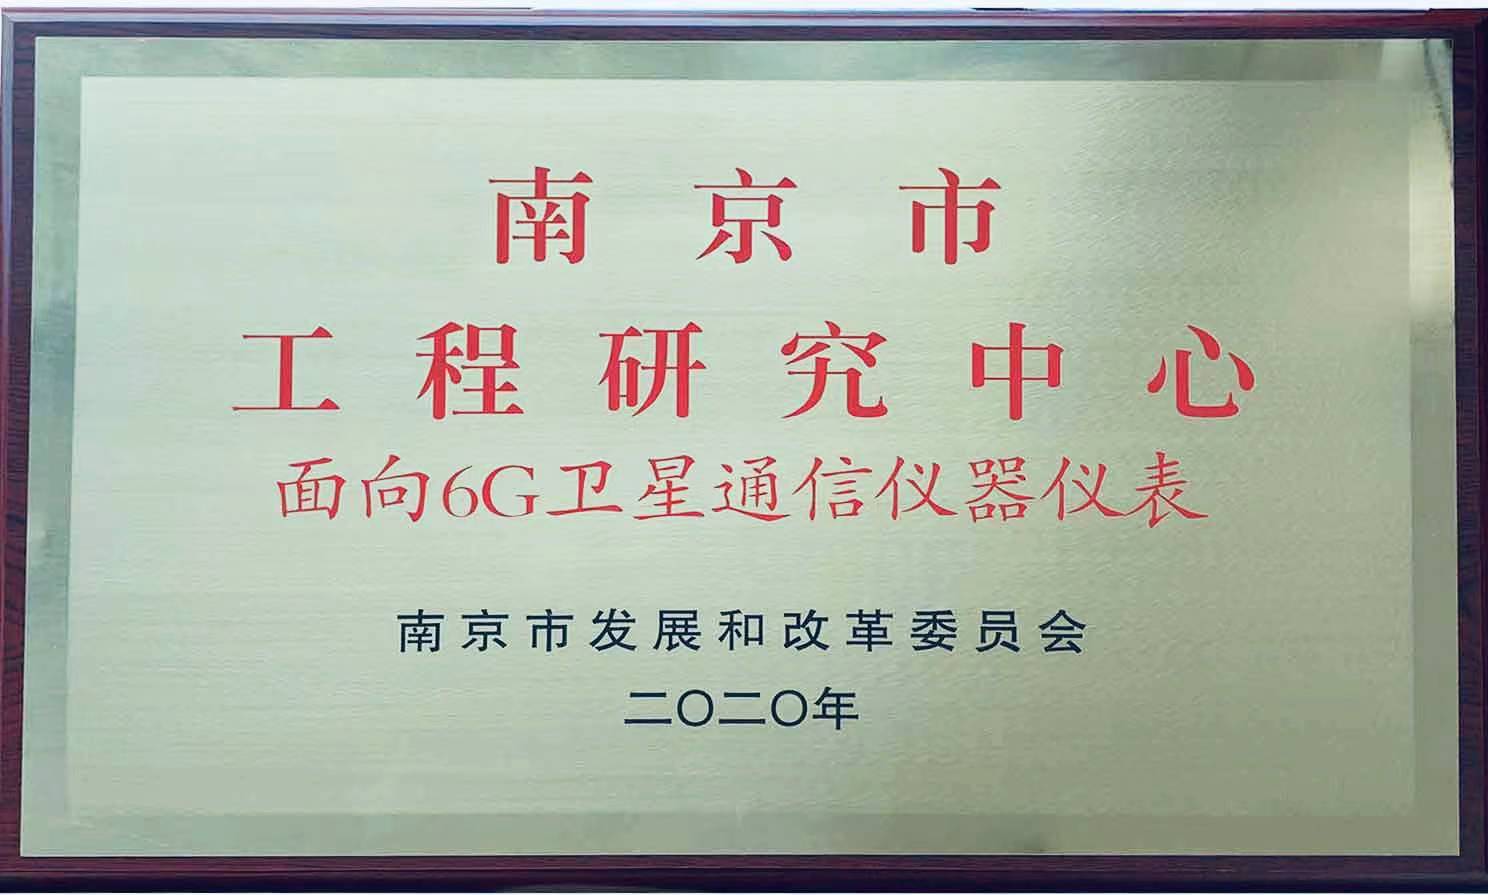 南京市
工程研究中心
面向6G卫星通信仪器仪表
南京市发展和改革委员会
二〇二〇年